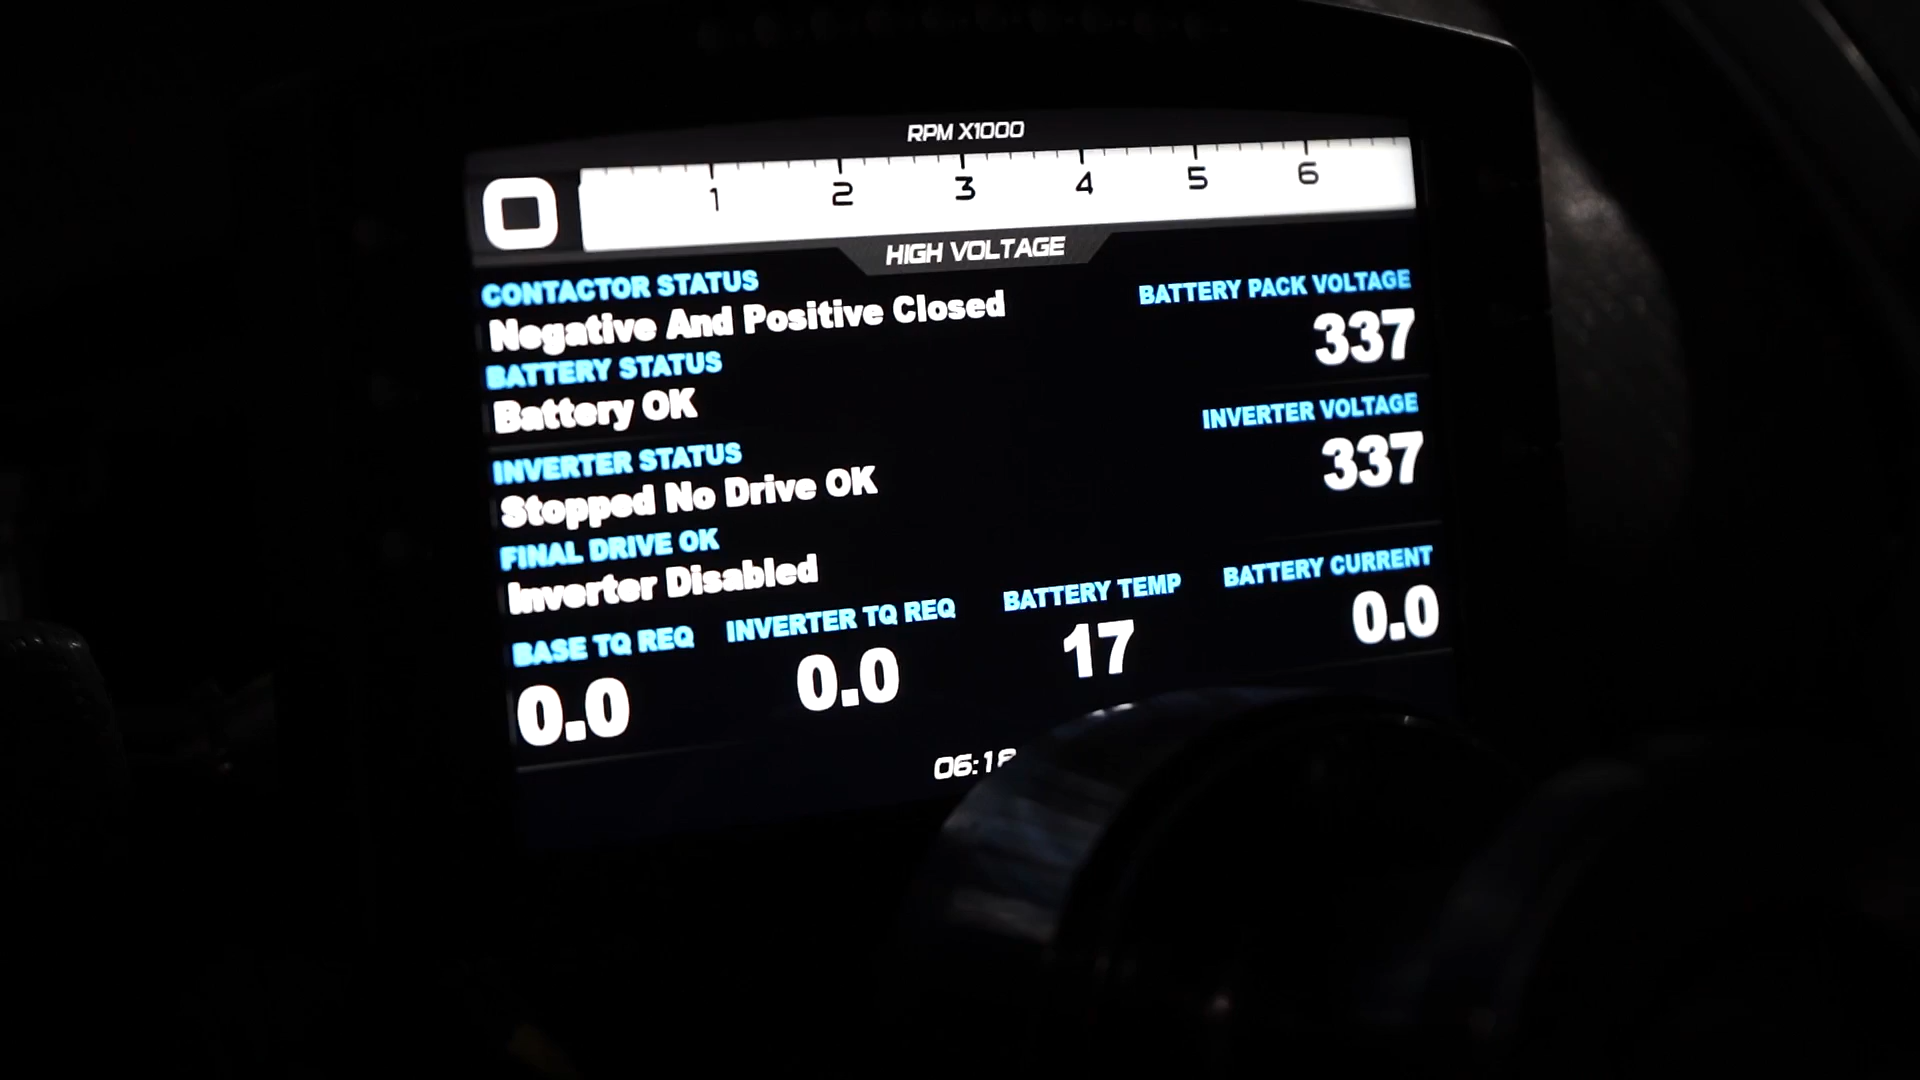 RPM X1000
0
1 2 3 4 5 6
HIGH VOLTAGE
CONTACTOR STATUS
Negative And Positive Closed
BATTERY PACK VOLTAGE
337
BATTERY STATUS
Battery OK
INVERTER VOLTAGE
337
INVERTER STATUS
Stopped No Drive OK
FINAL DRIVE OK
Inverter Disabled
BASE TQ REQ
0.0
INVERTER TQ REQ
0.0
BATTERY TEMP
17
BATTERY CURRENT
0.0